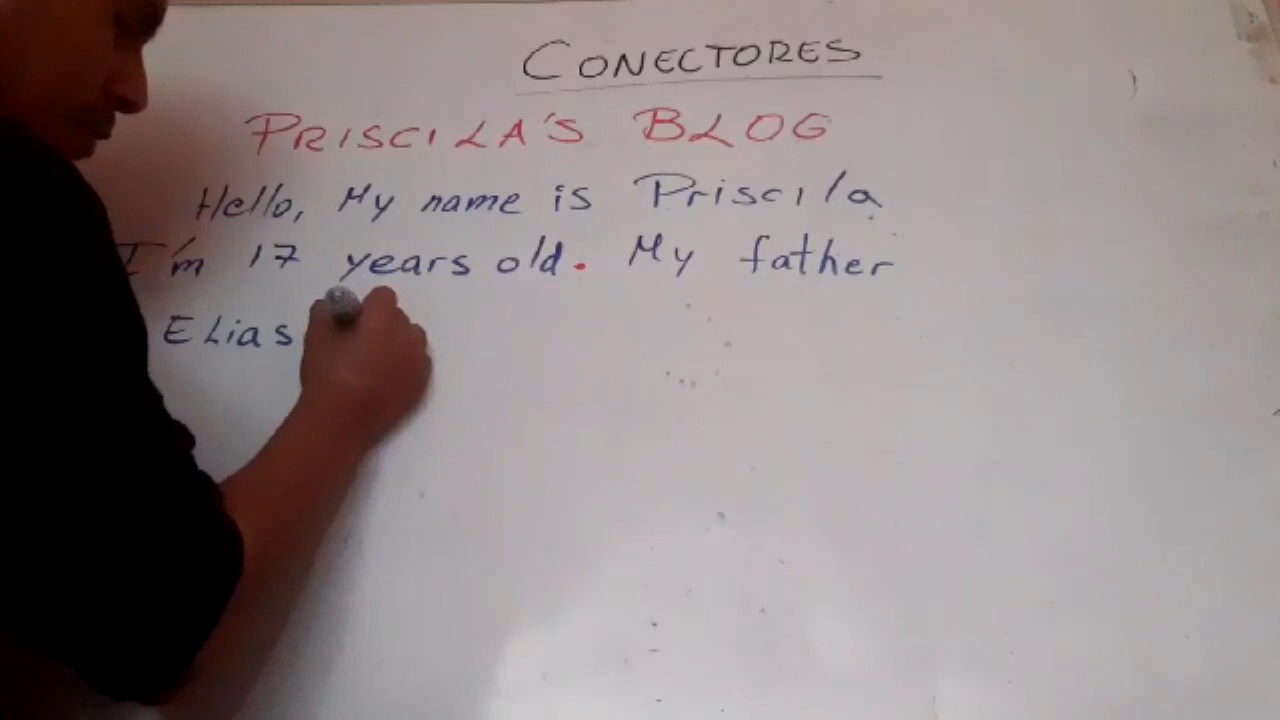 CONECTORES
PRISCILA'S BLOG
Hello, My name is Priscila
I'm 17 years old. My father
ELias